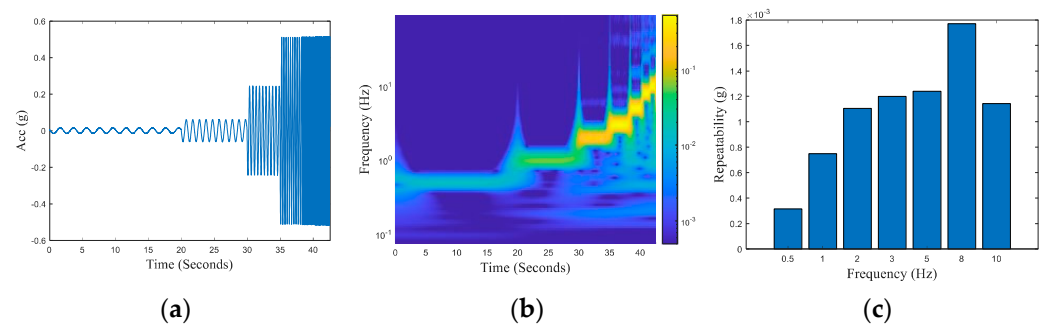 Acc (g)
0.6
0.4
0.2
0
-0.2
-0.4
-0.6
0 5 10 15 20 25 30 35 40
Time (Seconds)
(a)
Frequency (Hz)
10¹
10⁰
10⁻¹
0 5 10 15 20 25 30 35 40
Time (Seconds)
10⁻¹
10⁻²
10⁻³
(b)
×10⁻³
Repeatability (g)
1.8
1.6
1.4
1.2
1
0.8
0.6
0.4
0.2
0
0.5 1 2 3 5 8 10
Frequency (Hz)
(c)